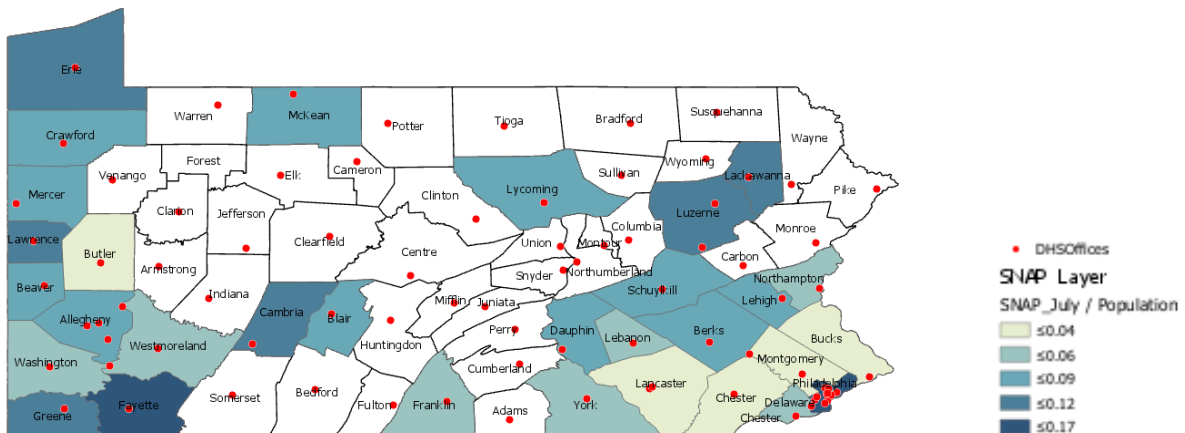 Erie
Warren
McKean
Potter
Tioga
Bradford
Susquehanna
Wayne
Crawford
Forest
Venango
Elk
Cameron
Sullivan
Wyoming
Lackawanna
Pike
Mercer
Clinton
Lycoming
Clarion
Jefferson
Columbia
Luzerne
Monroe
Lawrence
Butler
Clearfield
Centre
Union
Montour
Carbon
Armstrong
Snyder
Northumberland
Northampton
Beaver
Indiana
Mifflin
Juniata
Schuylkill
Lehigh
Allegheny
Cambria
Blair
Perry
Dauphin
Lebanon
Berks
Bucks
Westmoreland
Huntingdon
Montgomery
Washington
Cumberland
Philadelphia
Lancaster
Chester
Delaware
Somerset
Bedford
Fulton
Franklin
Adams
York
Chester
Greene
Fayette
DHSOffices
SNAP Layer
SNAP_July / Population
≤0.04
≤0.06
≤0.09
≤0.12
≤0.17